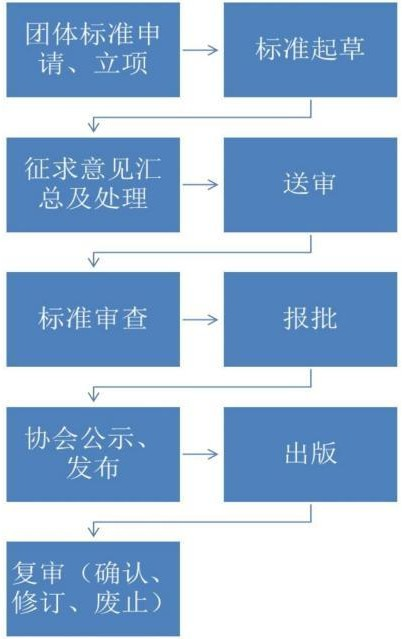 团体标准申
请、立项
标准起草
征求意见汇
总及处理
送审
标准审查
报批
协会公示、
发布
出版
复审（确认、
修订、废止）